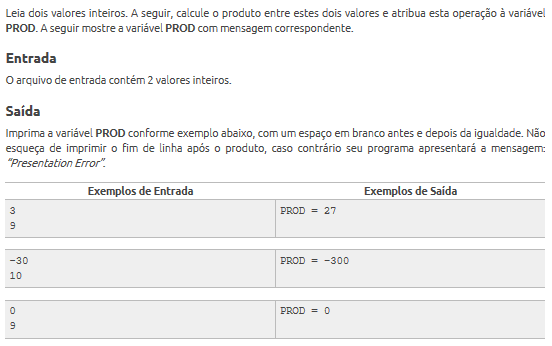 Leia dois valores inteiros. A seguir, calcule o produto entre estes dois valores e atribua esta operação à variável
PROD. A seguir mostre a variável PROD com mensagem correspondente.
Entrada
O arquivo de entrada contém 2 valores inteiros.
Saída
Imprima a variável PROD conforme exemplo abaixo, com um espaço em branco antes e depois da igualdade. Não
esqueça de imprimir o fim de linha após o produto, caso contrário seu programa apresentará a mensagem:
“Presentation Error”.
Exemplos de Entrada Exemplos de Saída
3 PROD = 27
9
-30 PROD = -300
10
0 PROD = 0
9